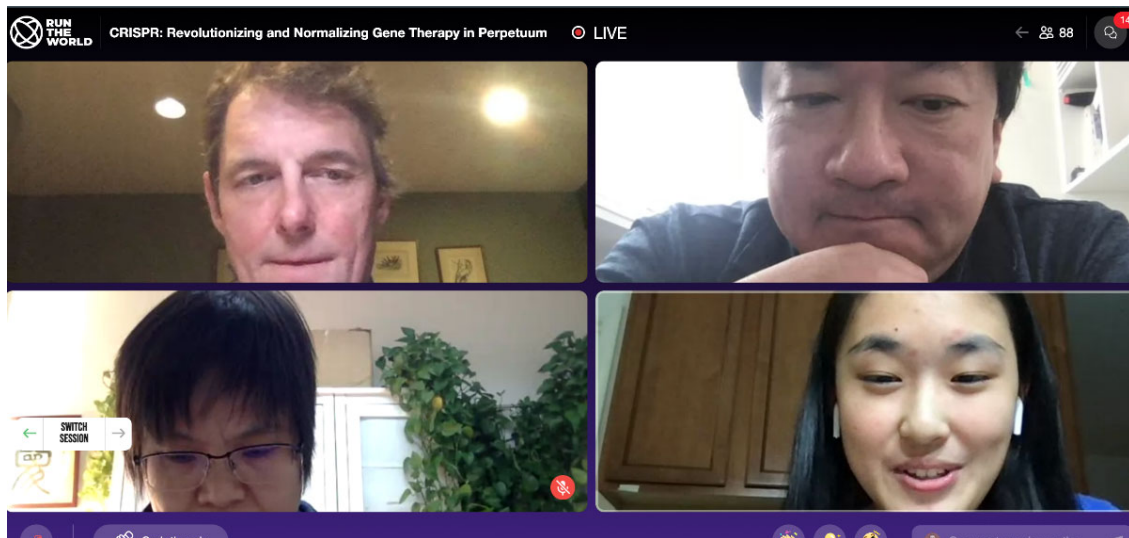 RUN
THE
WORLD
CRISPR: Revolutionizing and Normalizing Gene Therapy in Perpetuum
LIVE
88
14
SWITCH
SESSION